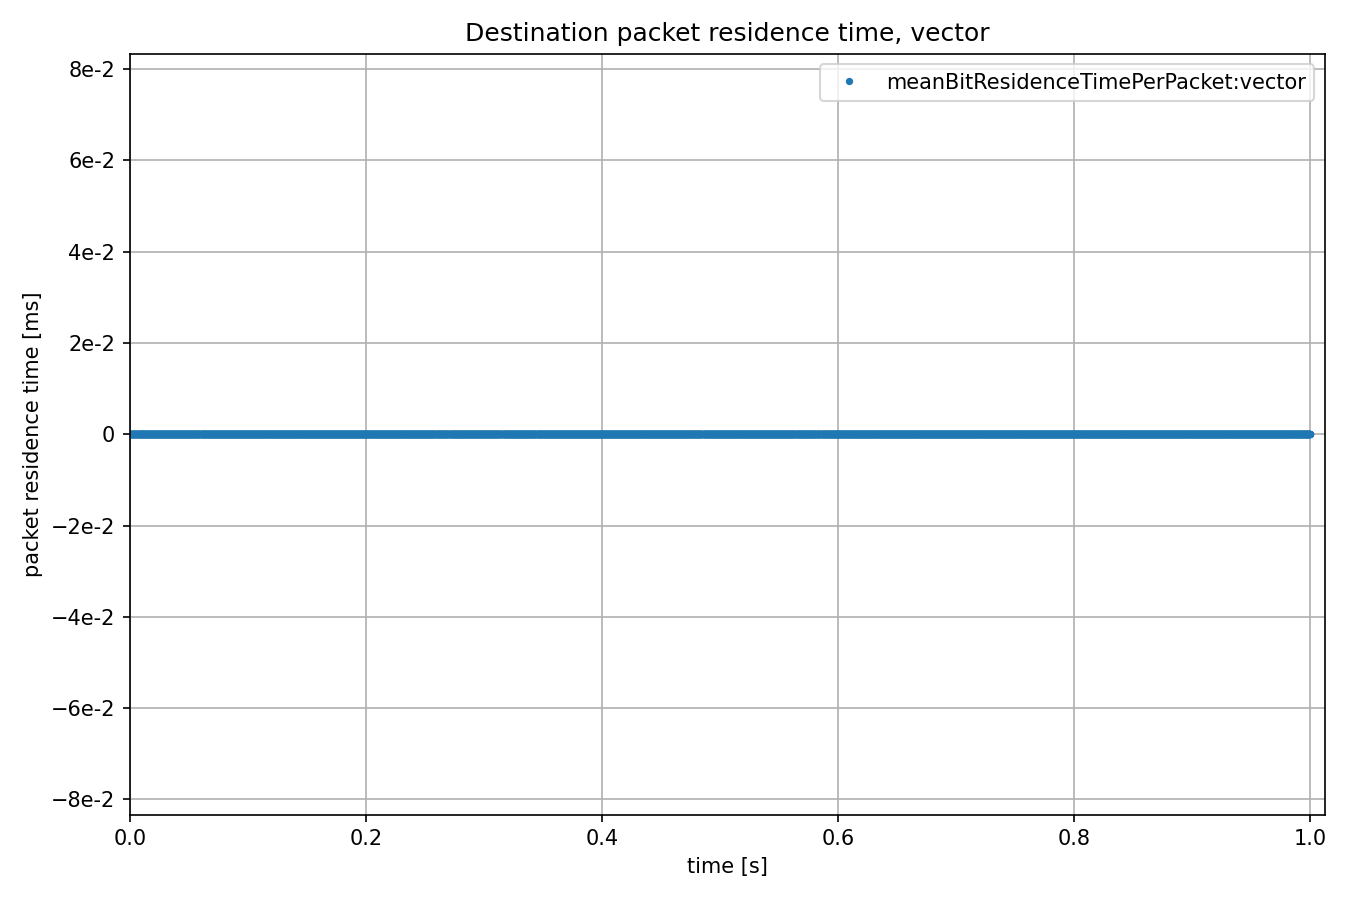 Destination packet residence time, vector
meanBitResidenceTimePerPacket:vector
packet residence time [ms]
8e-2
6e-2
4e-2
2e-2
0
−2e-2
−4e-2
−6e-2
−8e-2
0.0 0.2 0.4 0.6 0.8 1.0
time [s]